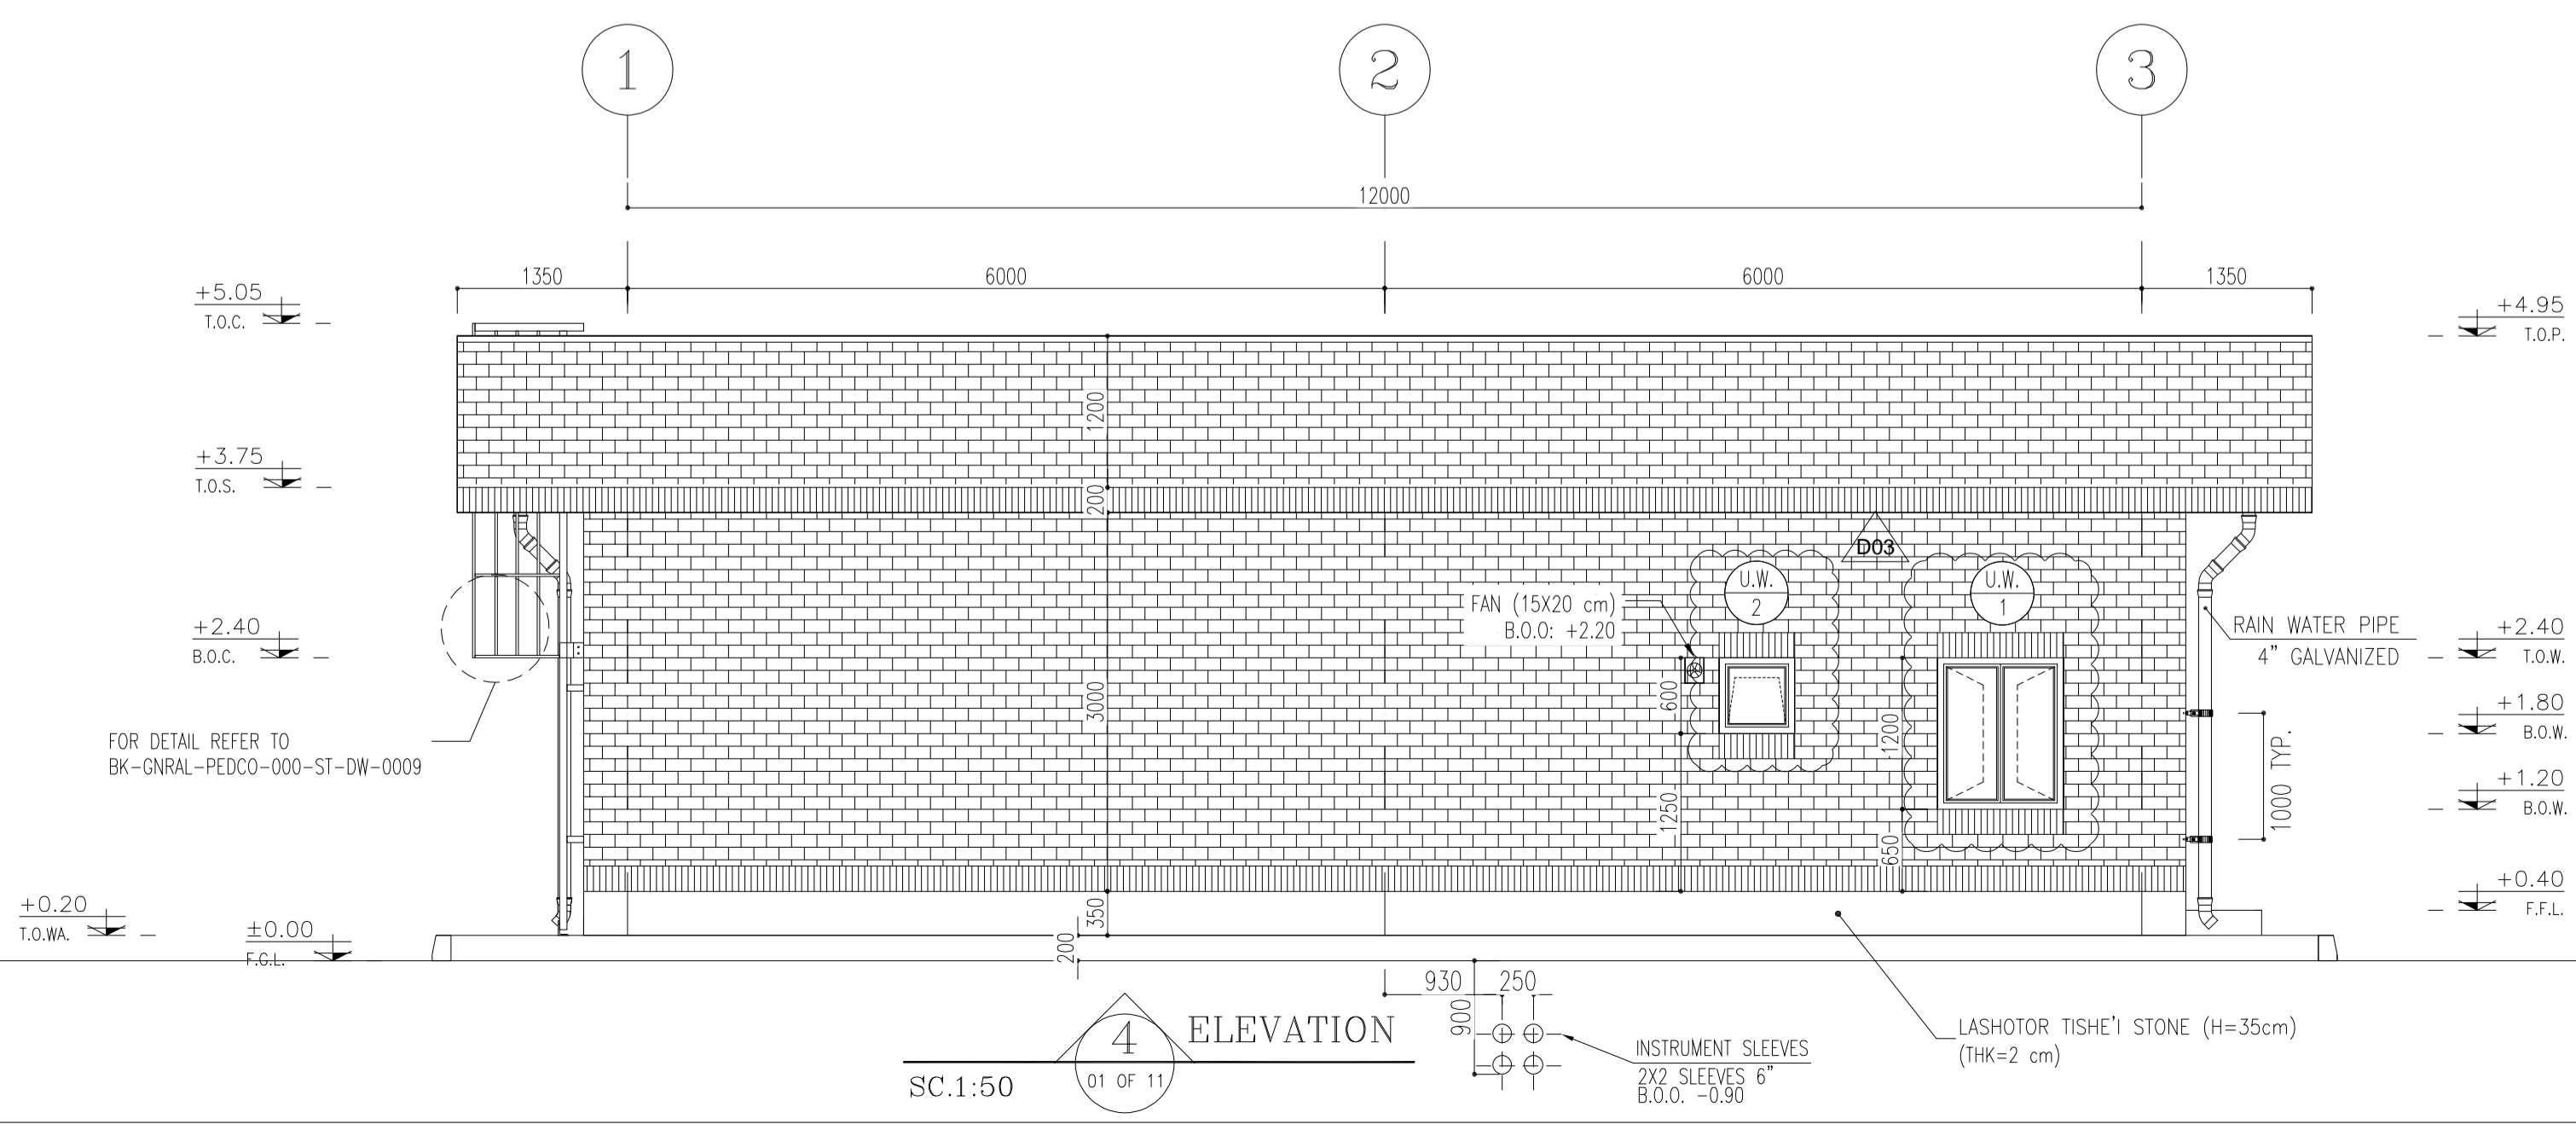 1
2
3
12000
1350
6000
6000
1350
+5.05
T.O.C.
+4.95
T.O.P.
1200
+3.75
T.O.S.
200
D03
U.W.
2
U.W.
1
FAN (15X20 cm)
B.O.O: +2.20
RAIN WATER PIPE
4" GALVANIZED
+2.40
B.O.C.
+2.40
T.O.W.
600
3000
+1.80
B.O.W.
1200
FOR DETAIL REFER TO
BK-GNRAL-PEDCO-000-ST-DW-0009
1000 TYP.
+1.20
B.O.W.
1250
650
+0.40
F.F.L.
+0.20
T.O.WA.
±0.00
F.G.L.
350
200
930
250
900
4
ELEVATION
SC.1:50
01 OF 11
INSTRUMENT SLEEVES
2X2 SLEEVES 6"
B.O.O. -0.90
LASHOTOR TISHE'I STONE (H=35cm)
(THK=2 cm)